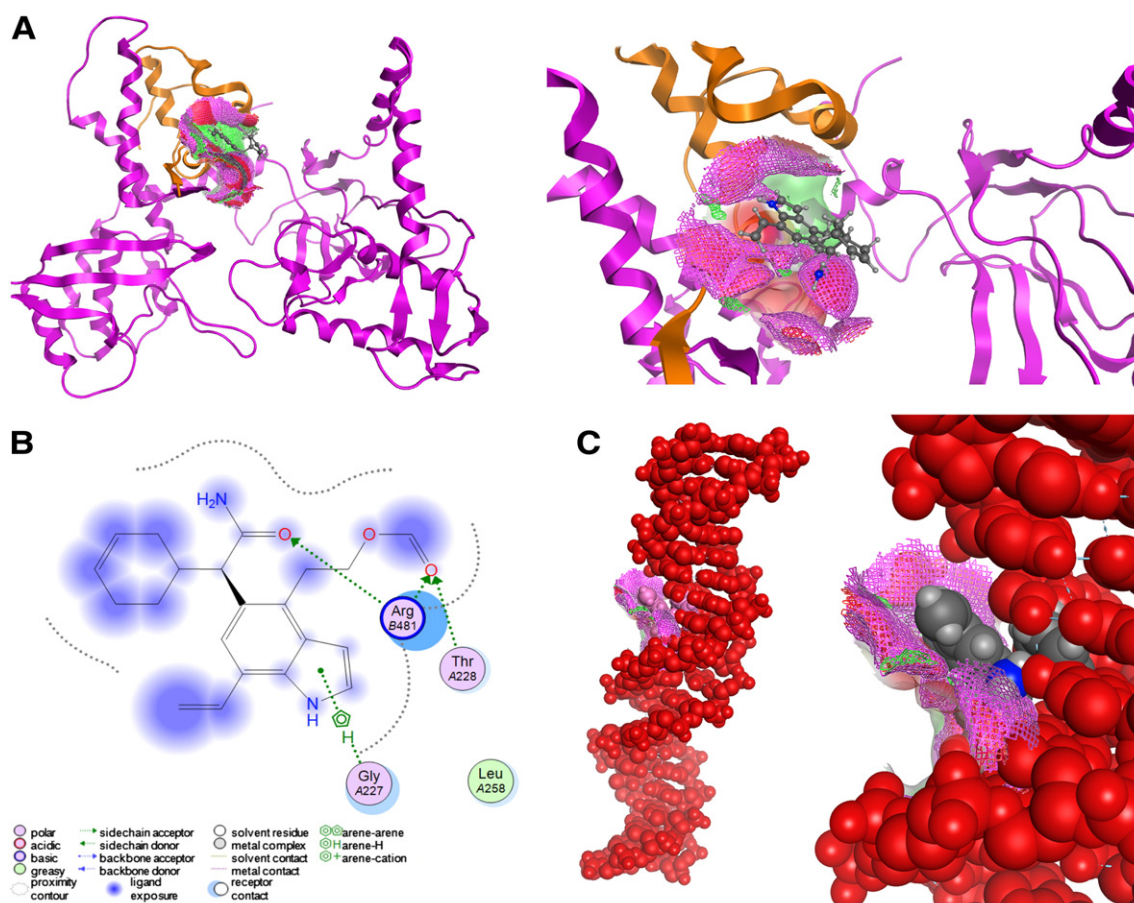 A
B
C
H₂N
O
O
O
Arg
B481
Thr
A228
N
H
H
Gly
A227
Leu
A258
polar
acidic
basic
greasy
proximity
contour
sidechain acceptor
sidechain donor
backbone acceptor
backbone donor
ligand
exposure
solvent residue
metal complex
solvent contact
metal contact
receptor
contact
arene-arene
H arene-H
+ arene-cation